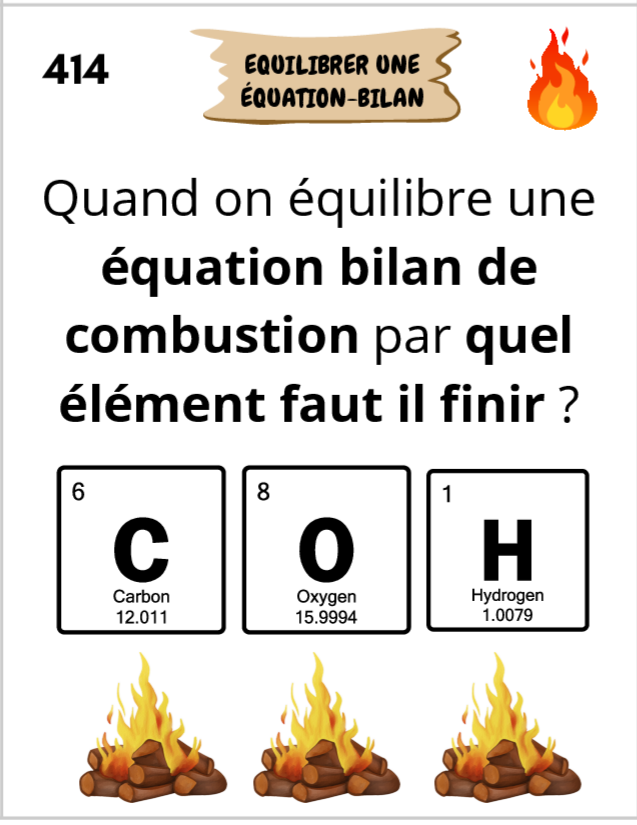 414
EQUILIBRER UNE
ÉQUATION-BILAN
Quand on équilibre une
équation bilan de
combustion par quel
élément faut il finir ?
6
C
Carbon
12.011
8
O
Oxygen
15.9994
1
H
Hydrogen
1.0079